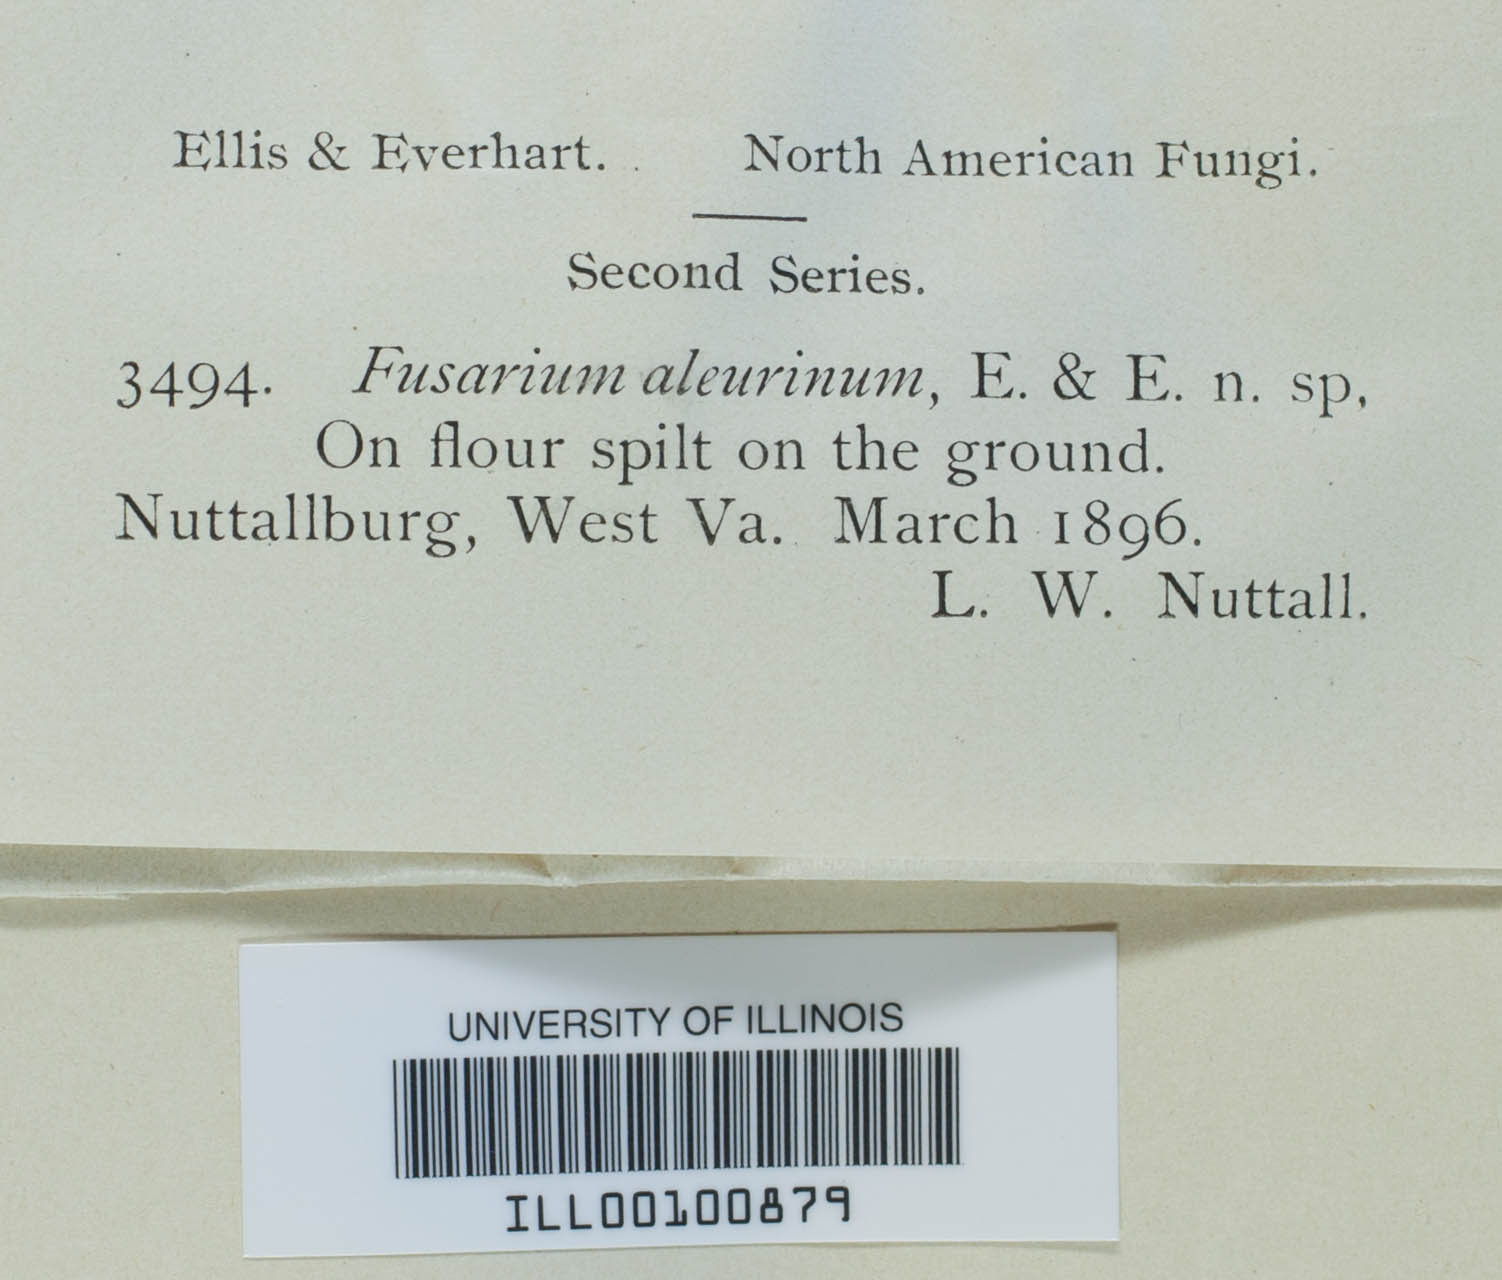 Ellis & Everhart. North American Fungi.
Second Series.
3494. Fusarium aleurinum, E. & E. n. sp,
On flour spilt on the ground.
Nuttallburg, West Va. March 1896.
L. W. Nuttall.
UNIVERSITY OF ILLINOIS
ILL00100879